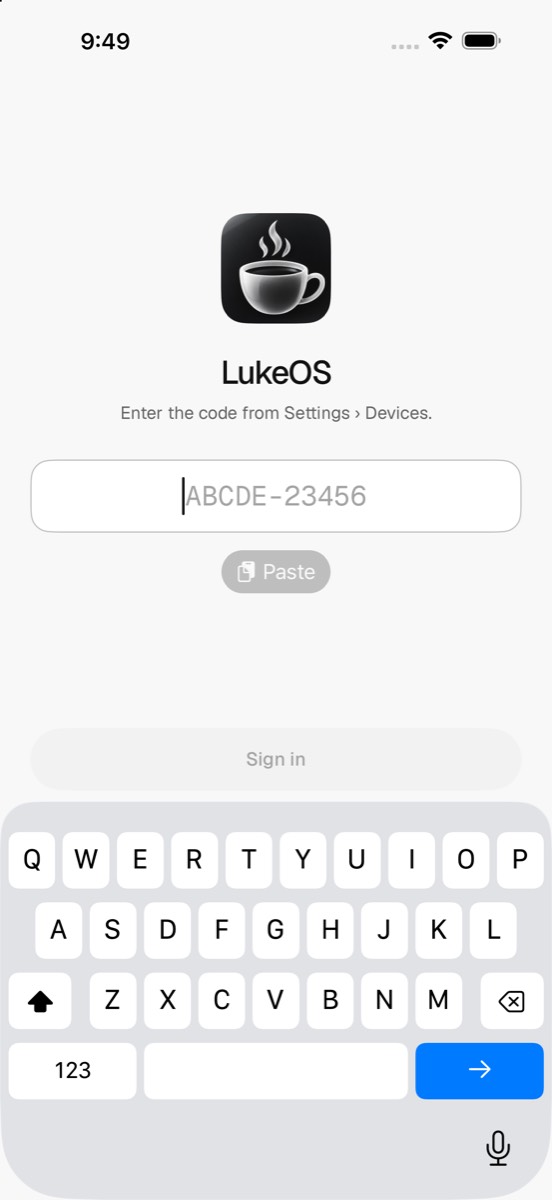 9:49
LukeOS
Enter the code from Settings › Devices.
ABCDE-23456
Paste
Sign in
Q W E R T Y U I O P
A S D F G H J K L
Z X C V B N M
123